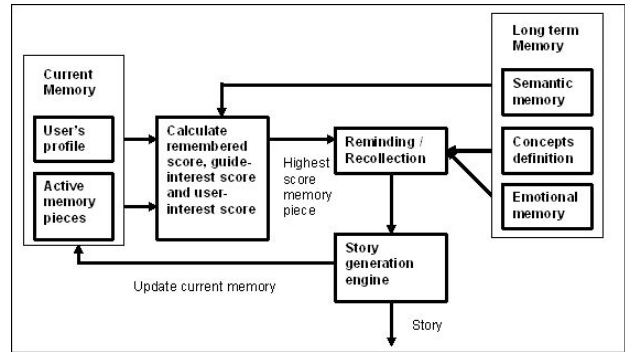 Current
Memory
User's
profile
Active
memory
pieces
Calculate
remembered
score, guide-
interest score
and user-
interest score
Highest
score
memory
piece
Reminding /
Recollection
Long term
Memory
Semantic
memory
Concepts
definition
Emotional
memory
Story
generation
engine
Update current memory
Story